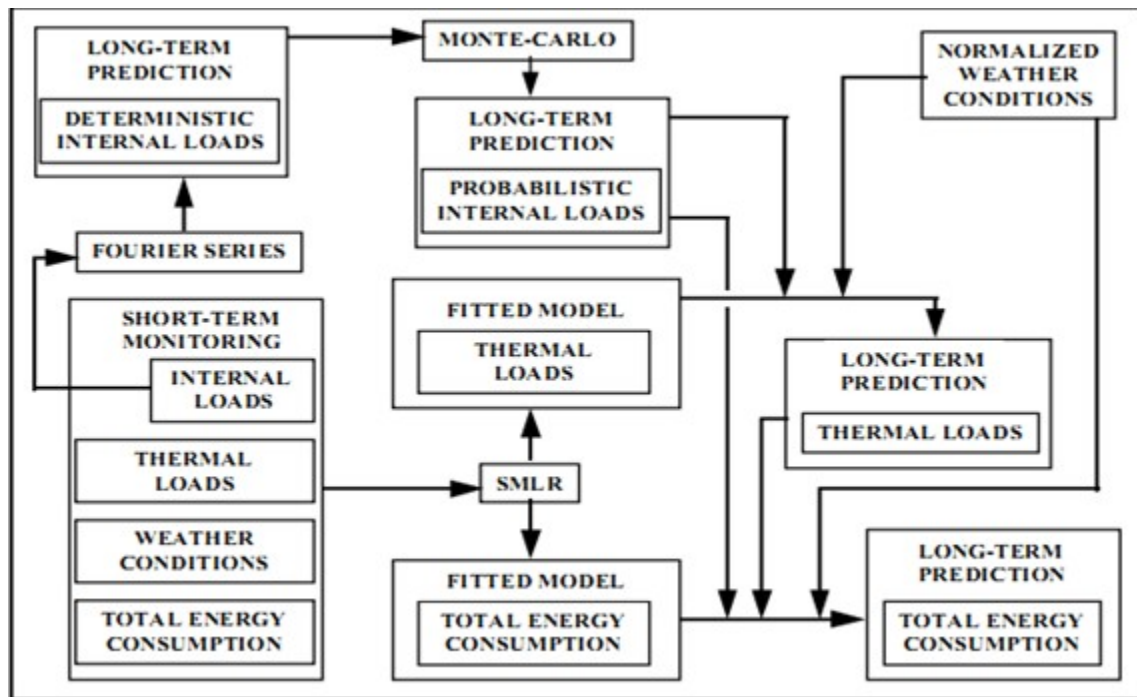 LONG-TERM
PREDICTION
DETERMINISTIC
INTERNAL LOADS
MONTE-CARLO
NORMALIZED
WEATHER
CONDITIONS
LONG-TERM
PREDICTION
PROBABILISTIC
INTERNAL LOADS
FOURIER SERIES
SHORT-TERM
MONITORING
INTERNAL
LOADS
THERMAL
LOADS
WEATHER
CONDITIONS
TOTAL ENERGY
CONSUMPTION
FITTED MODEL
THERMAL
LOADS
SMLR
FITTED MODEL
TOTAL ENERGY
CONSUMPTION
LONG-TERM
PREDICTION
THERMAL LOADS
LONG-TERM
PREDICTION
TOTAL ENERGY
CONSUMPTION